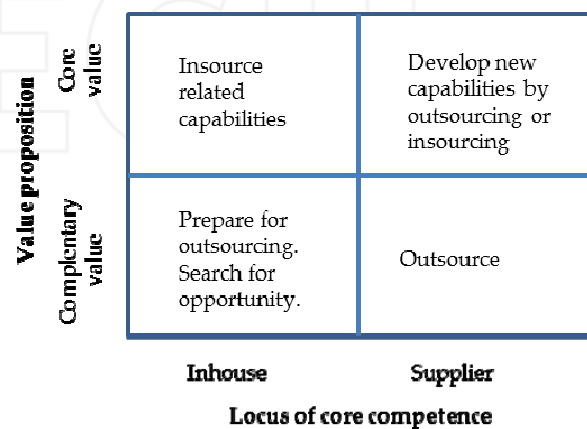 Value proposition
Core
value
Insource
related
capabilities
Develop new
capabilities by
outsourcing or
insourcing
Complentary
value
Prepare for
outsourcing.
Search for
opportunity.
Outsource
Inhouse
Supplier
Locus of core competence